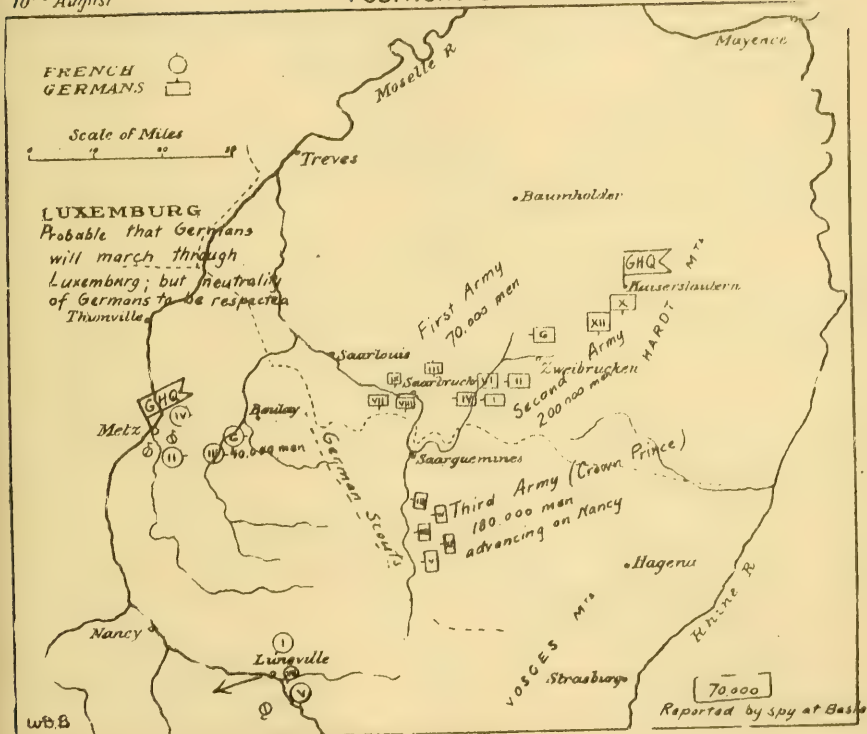 10th August
FRENCH
GERMANS
Scale of Miles
Moselle R
Mayence
Treves
Baumholder
LUXEMBURG
Probable that Germans
will march through
Luxemburg; but neutrality
of Germans to be respected
Thionville
GHQ
Kaiserslautern
HARDT Mts
X
XII
G
First Army
70.000 men
Saarlouis
III
Saarbruck
VI
II
Zweibrucken
VII
VIII
IV
I
Second Army
200 000 men
GHQ
IV
Metz
II
III
G
40.000 men
Boulay
German Scouts
Saarguemines
Third Army (Crown Prince)
180.000 men
advancing on Nancy
V
Hagenu
Rhine R
Nancy
I
Luneville
V
VOSGES Mts
Strasburg
70.000
Reported by spy at Basle
W.B.B